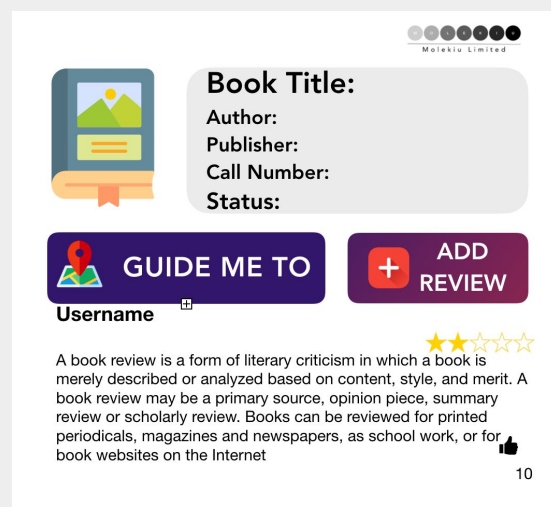 MOLEKIU
Molekiu Limited
Book Title:
Author:
Publisher:
Call Number:
Status:
GUIDE ME TO
ADD
REVIEW
Username
A book review is a form of literary criticism in which a book is
merely described or analyzed based on content, style, and merit. A
book review may be a primary source, opinion piece, summary
review or scholarly review. Books can be reviewed for printed
periodicals, magazines and newspapers, as school work, or for
book websites on the Internet
10